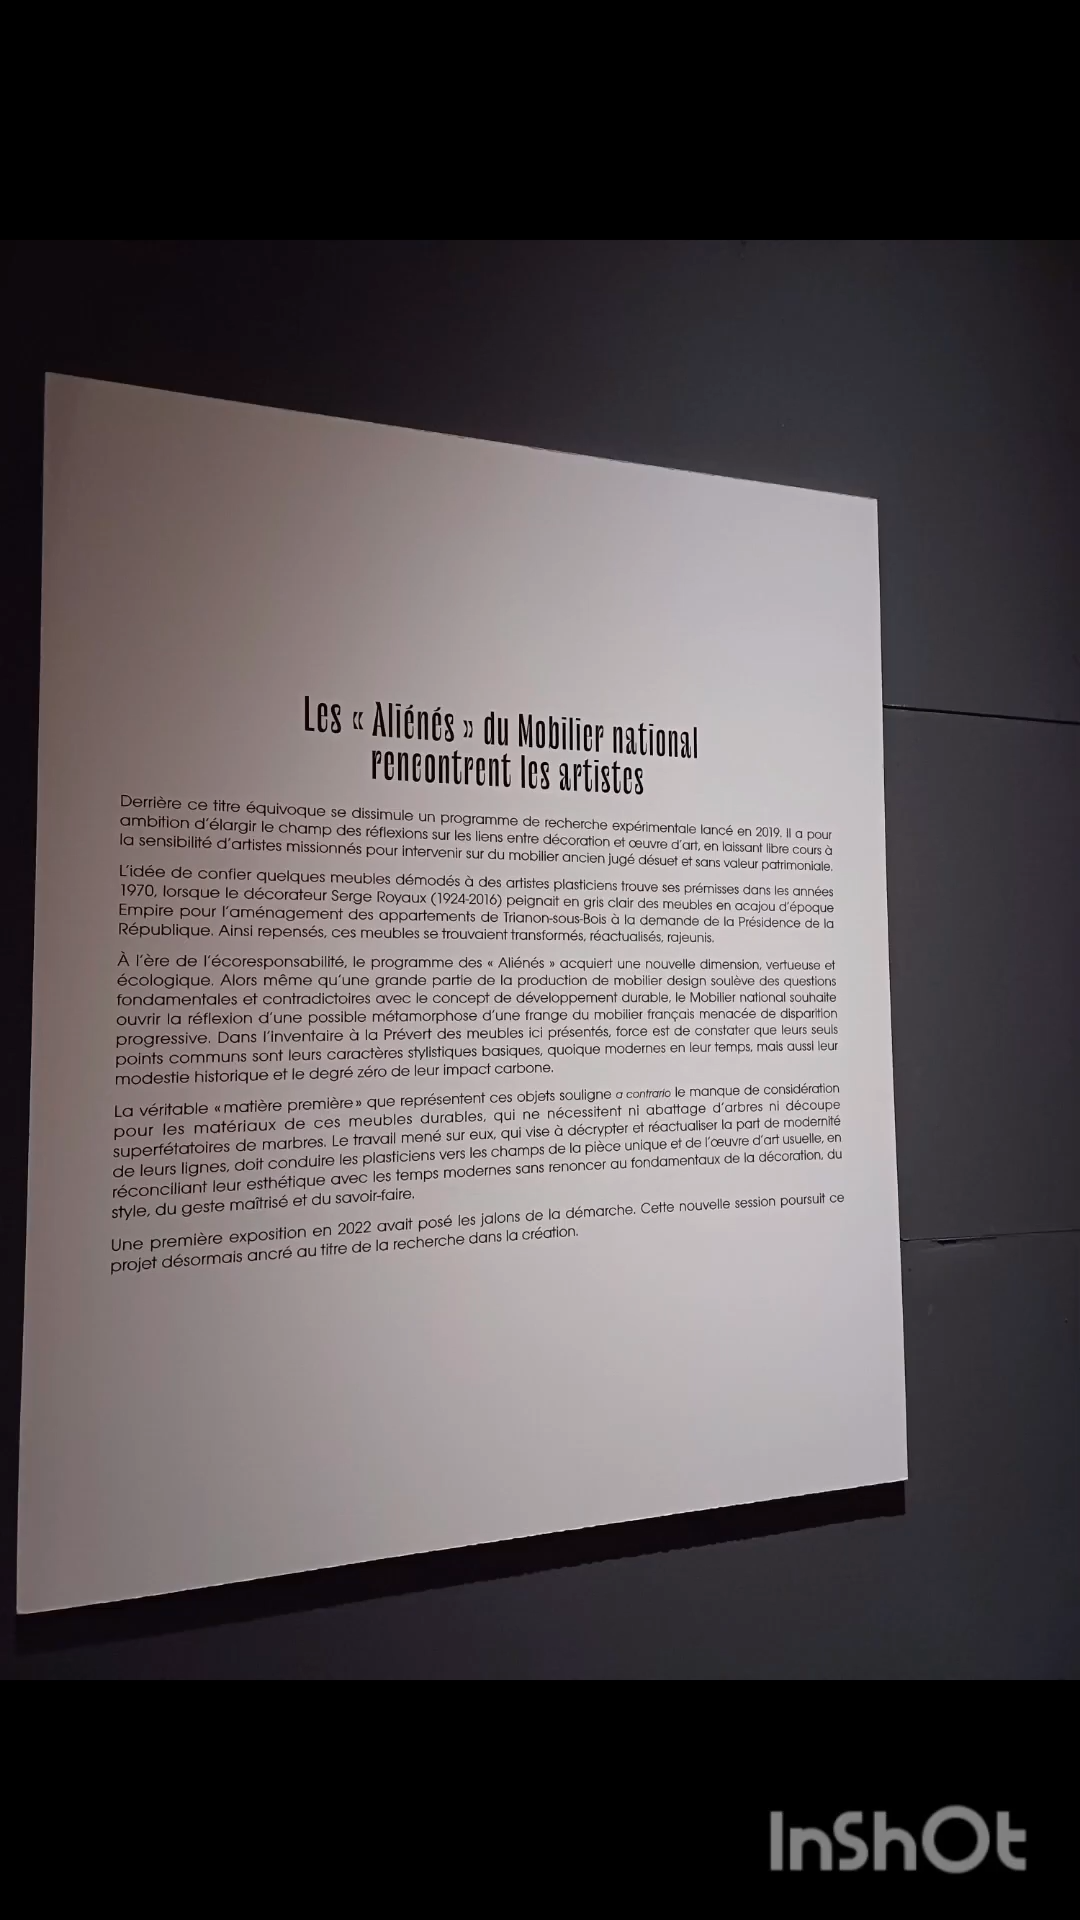 Les « Aliénés » du Mobilier national
rencontrent les artistes
Derrière ce titre équivoque se dissimule un programme de recherche expérimentale lancé en 2019. Il a pour
ambition d'élargir le champ des réflexions sur les liens entre décoration et œuvre d'art, en laissant libre cours à
la sensibilité d'artistes missionnés pour intervenir sur du mobilier ancien jugé désuet et sans valeur patrimoniale.
L'idée de confier quelques meubles démodés à des artistes plasticiens trouve ses prémisses dans les années
1970, lorsque le décorateur Serge Royaux (1924-2016) peignait en gris clair des meubles en acajou d'époque
Empire pour l'aménagement des appartements de Trianon-sous-Bois à la demande de la Présidence de la
République. Ainsi repensés, ces meubles se trouvaient transformés, réactualisés, rajeunis.
À l'ère de l'écoresponsabilité, le programme des « Aliénés » acquiert une nouvelle dimension, vertueuse et
écologique. Alors même qu'une grande partie de la production de mobilier design soulève des questions
fondamentales et contradictoires avec le concept de développement durable, le Mobilier national souhaite
ouvrir la réflexion d'une possible métamorphose d'une frange du mobilier français menacée de disparition
progressive. Dans l'inventaire à la Prévert des meubles ici présentés, force est de constater que leurs seuls
points communs sont leurs caractères stylistiques basiques, quoique modernes en leur temps, mais aussi leur
modestie historique et le degré zéro de leur impact carbone.
La véritable « matière première » que représentent ces objets souligne a contrario le manque de considération
pour les matériaux de ces meubles durables, qui ne nécessitent ni abattage d'arbres ni découpe
superfétatoires de marbres. Le travail mené sur eux, qui vise à décrypter et réactualiser la part de modernité
de leurs lignes, doit conduire les plasticiens vers les champs de la pièce unique et de l'œuvre d'art usuelle, en
réconciliant leur esthétique avec les temps modernes sans renoncer au fondamentaux de la décoration, du
style, du geste maîtrisé et du savoir-faire.
Une première exposition en 2022 avait posé les jalons de la démarche. Cette nouvelle session poursuit ce
projet désormais ancré au titre de la recherche dans la création.
InShOt